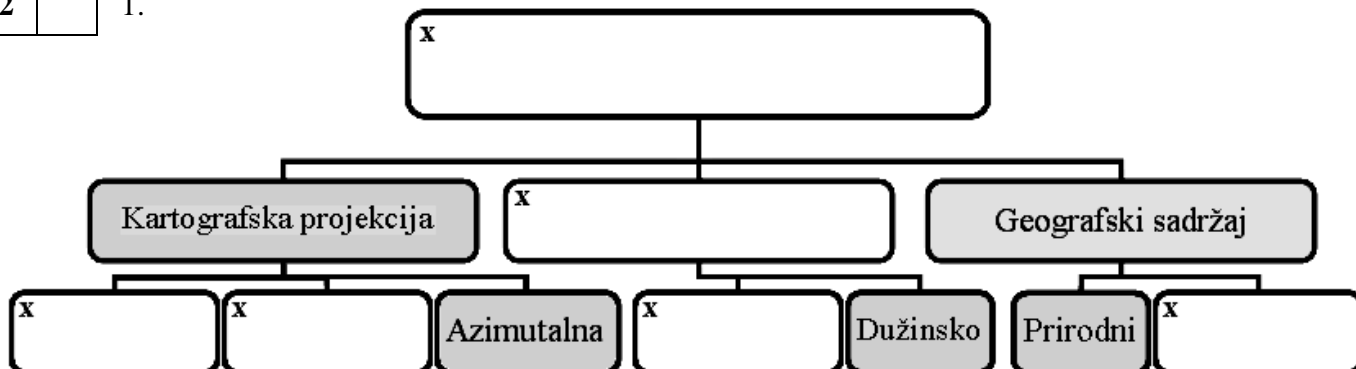 2 1.
x
Kartografska projekcija x Geografski sadržaj
x x Azimutalna x Dužinsko Prirodni x